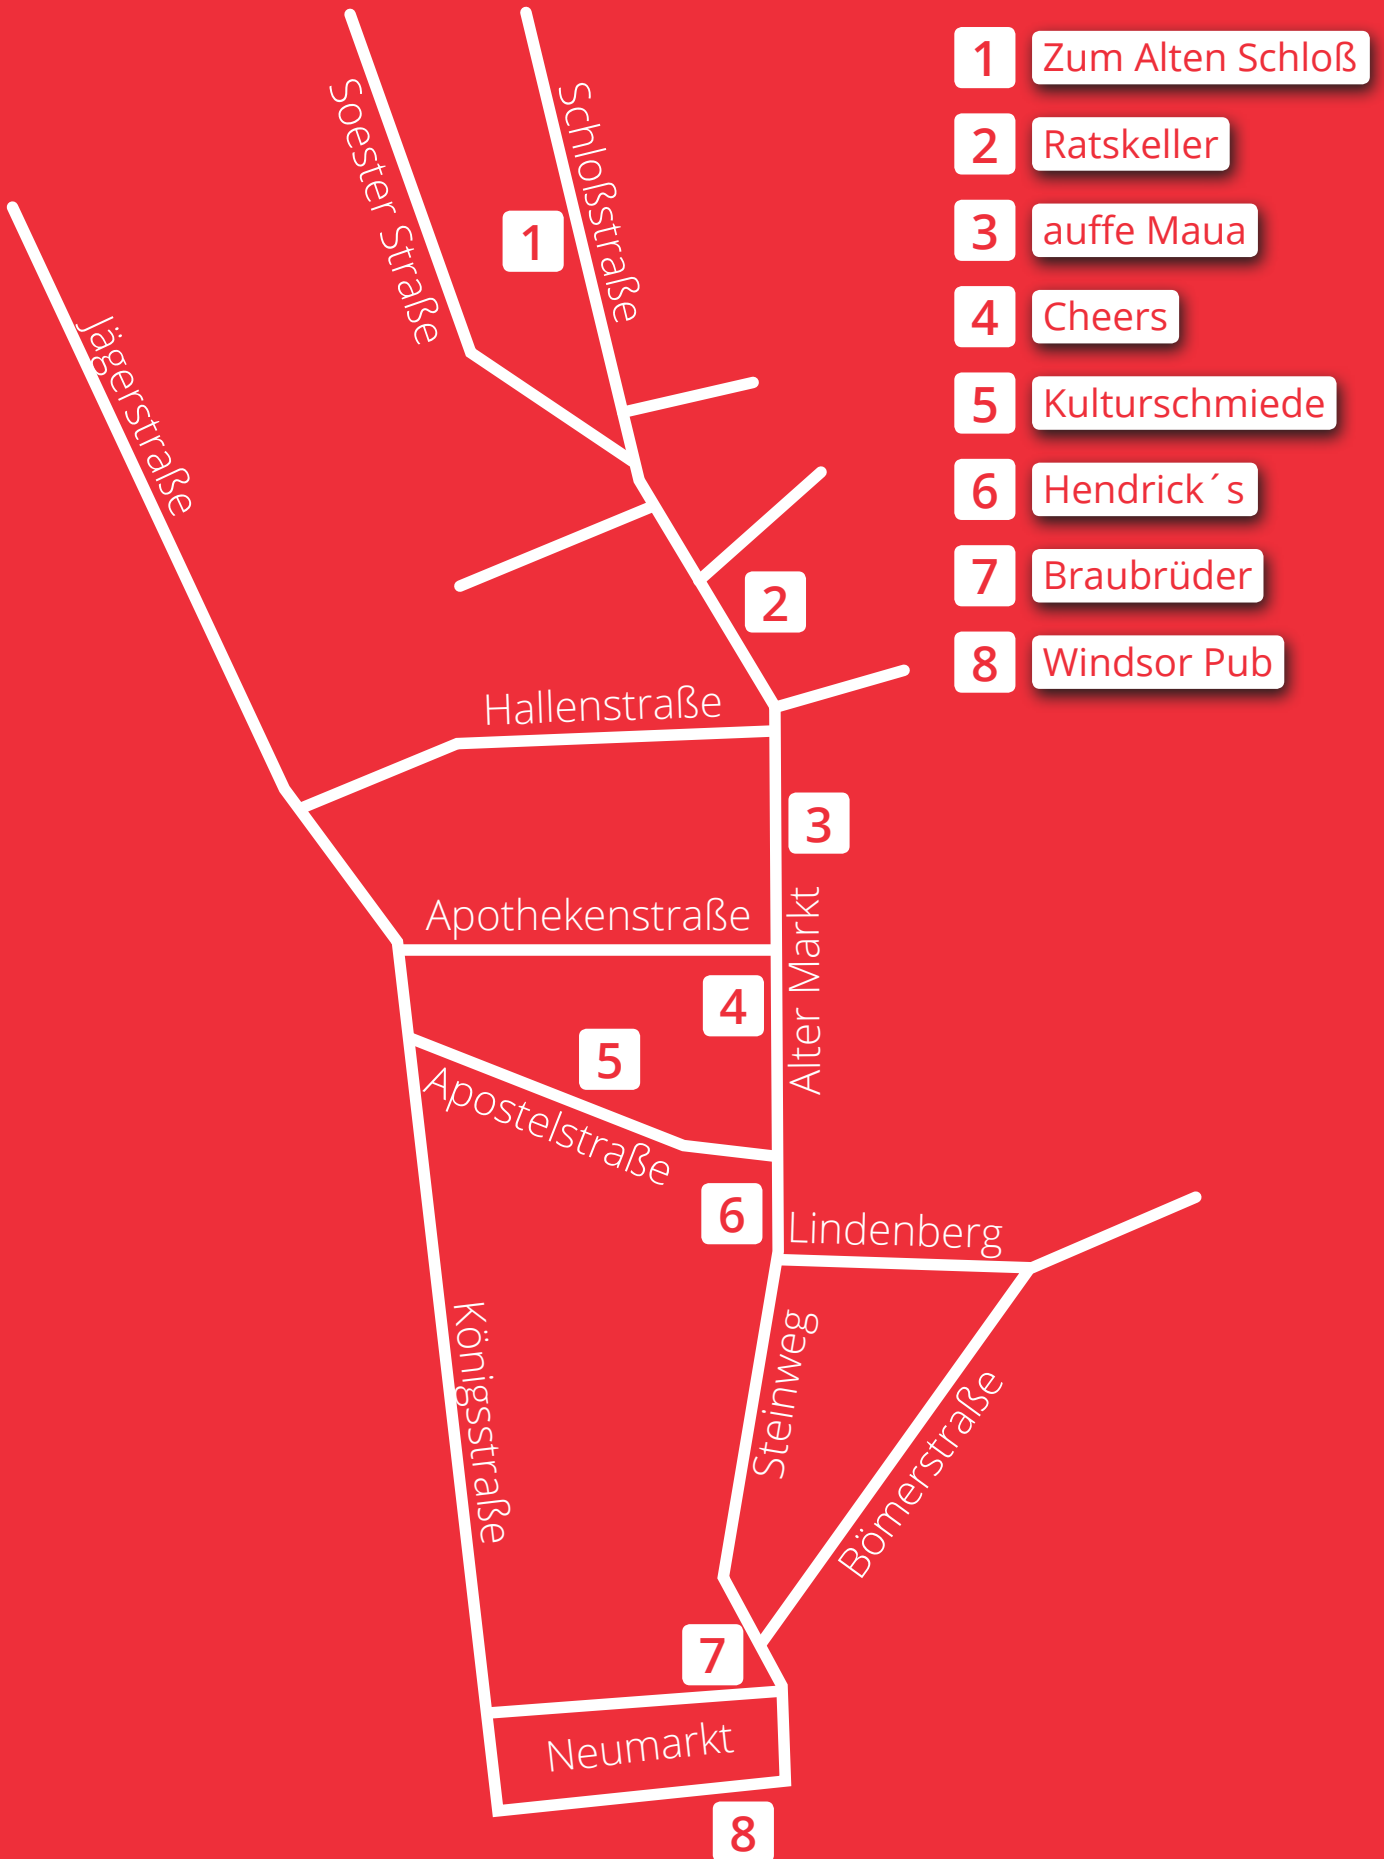 1 Zum Alten Schloß
2 Ratskeller
3 auffe Maua
4 Cheers
5 Kulturschmiede
6 Hendrick´s
7 Braubrüder
8 Windsor Pub
Soester Straße
Schloßstraße
1
Jägerstraße
2
Hallenstraße
3
Apothekenstraße
Alter Markt
4
5
Apostelstraße
6
Lindenberg
Königsstraße
Steinweg
Bömerstraße
7
Neumarkt
8